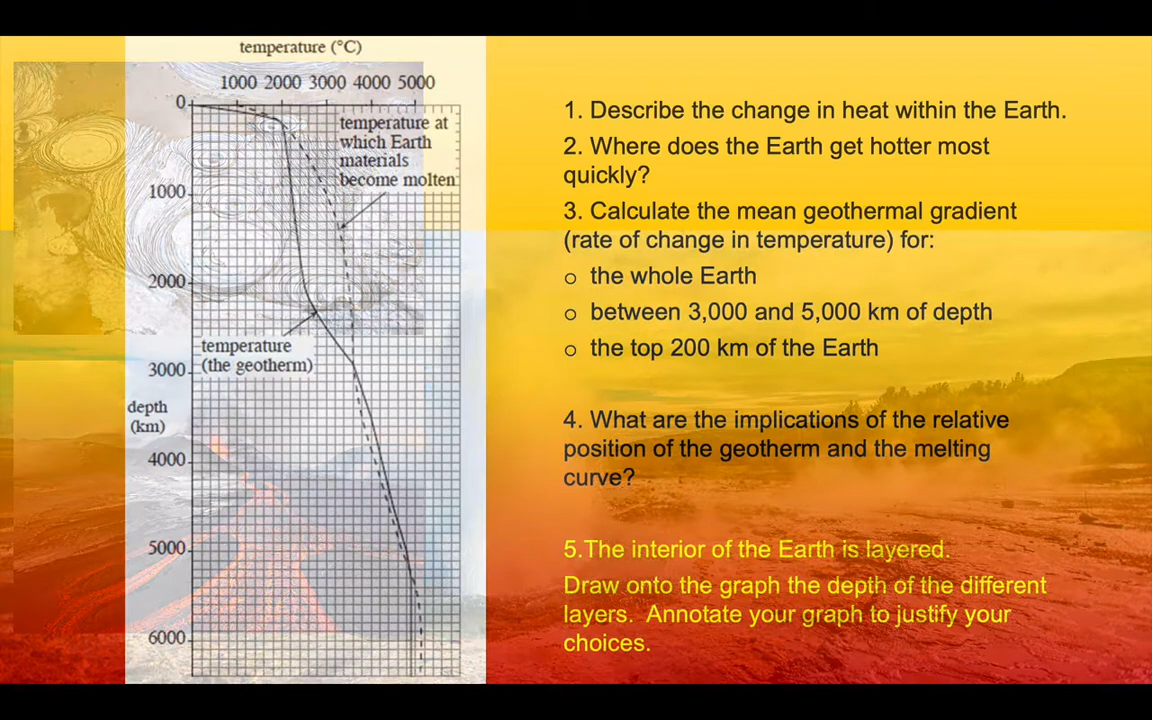 temperature (°C)
1000 2000 3000 4000 5000
0
temperature at
which Earth
materials
become molten
1000
2000
temperature
(the geotherm)
3000
depth
(km)
4000
5000
6000
1. Describe the change in heat within the Earth.
2. Where does the Earth get hotter most
quickly?
3. Calculate the mean geothermal gradient
(rate of change in temperature) for:
o the whole Earth
o between 3,000 and 5,000 km of depth
o the top 200 km of the Earth
4. What are the implications of the relative
position of the geotherm and the melting
curve?
5.The interior of the Earth is layered.
Draw onto the graph the depth of the different
layers. Annotate your graph to justify your
choices.